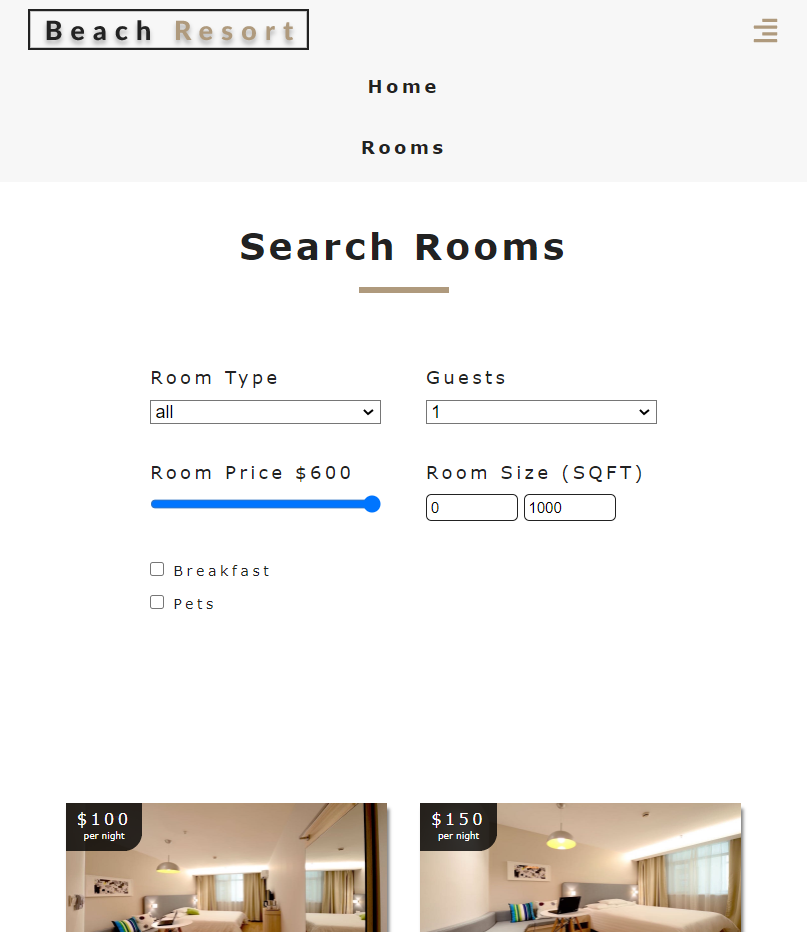 Beach Resort
Home
Rooms
Search Rooms
Room Type
Guests
all
1
Room Price $600
Room Size (SQFT)
0
1000
Breakfast
Pets
$100
per night
$150
per night